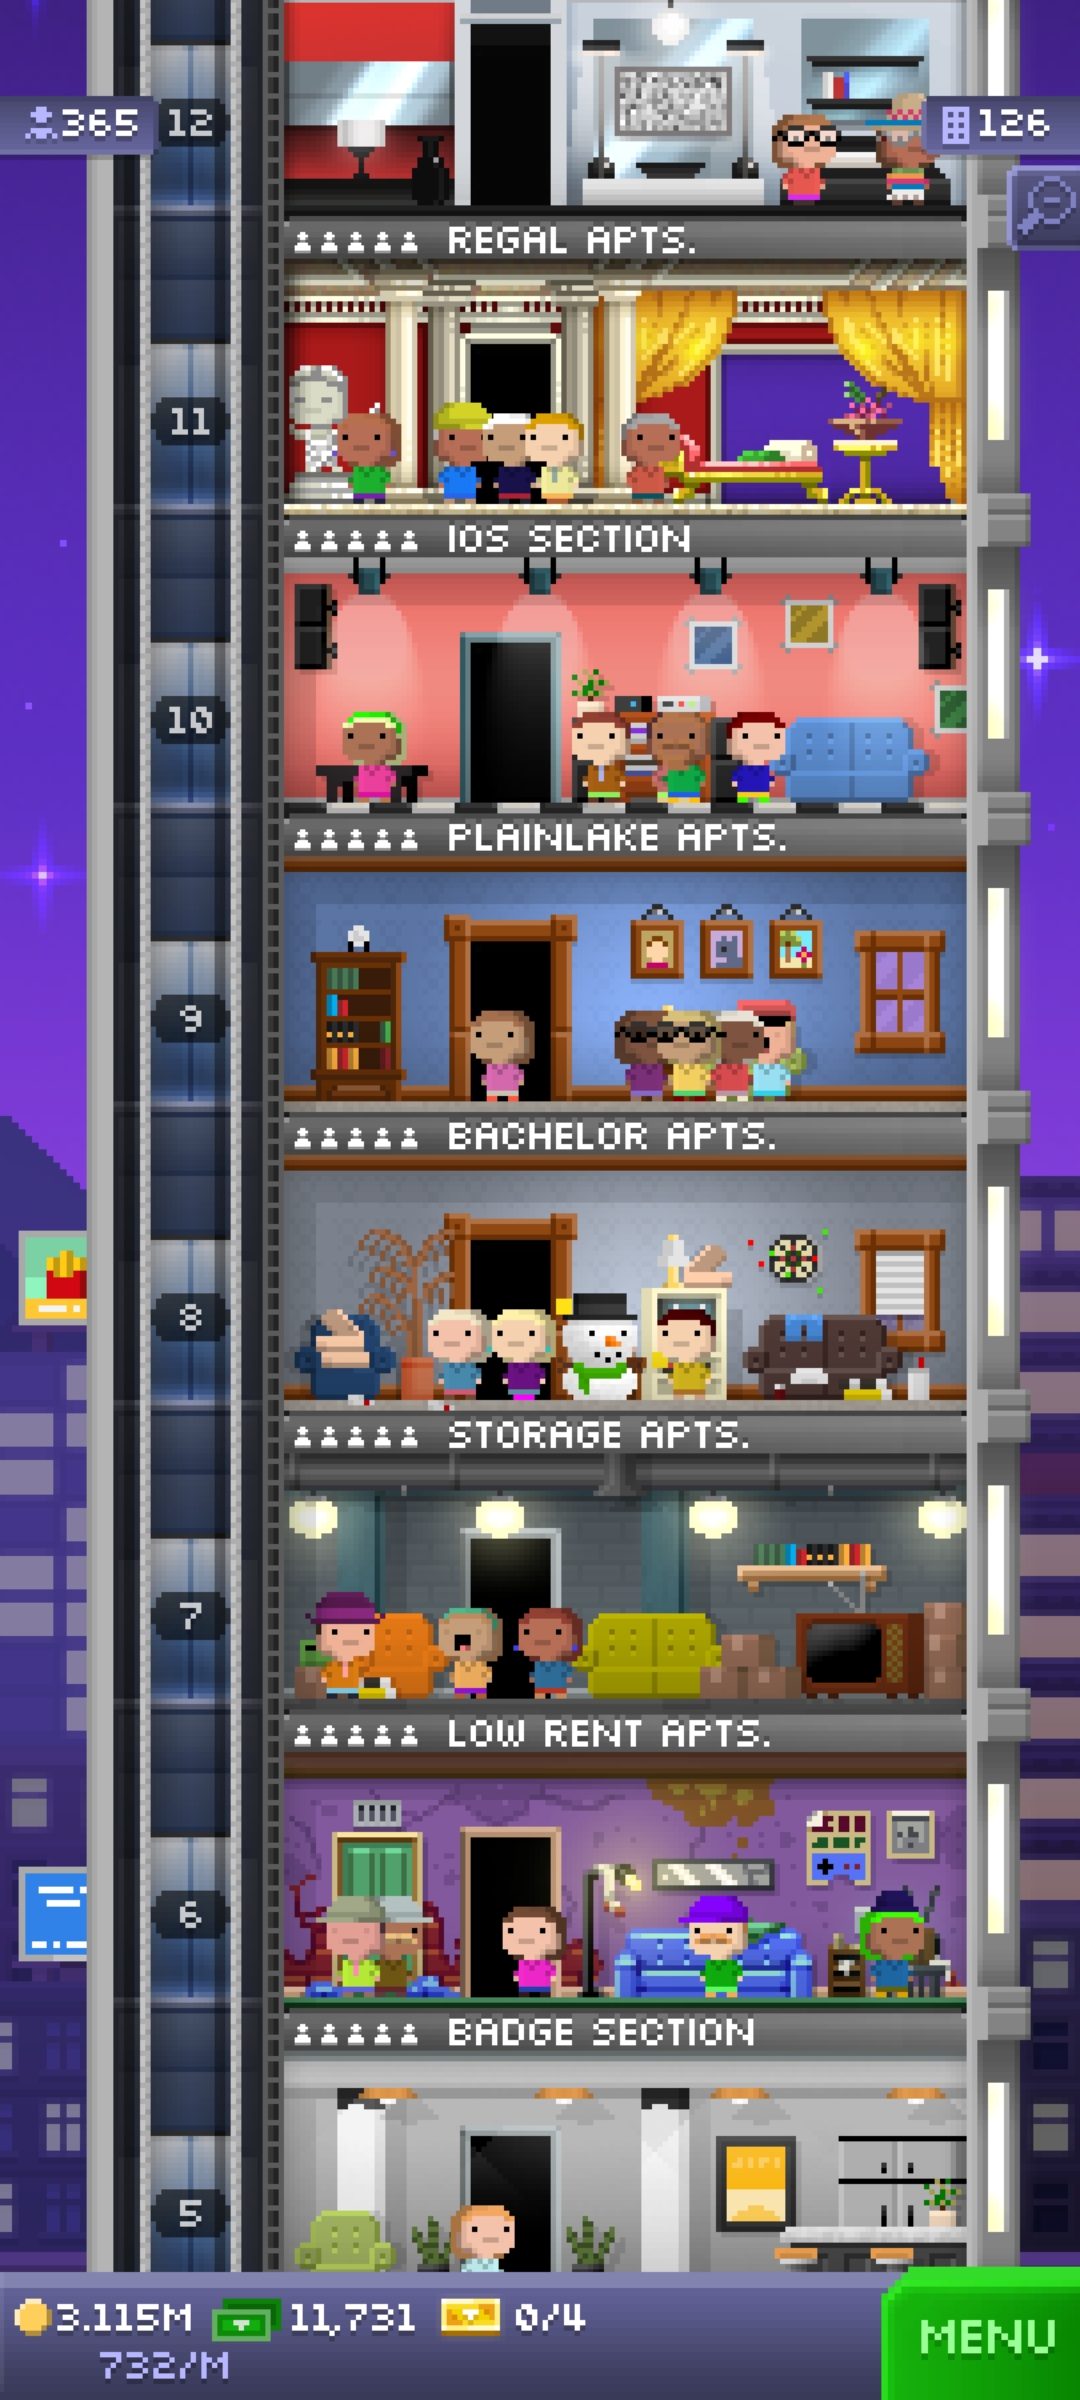 365
12
126
REGAL APTS.
11
IOS SECTION
10
PLAINLAKE APTS.
9
BACHELOR APTS.
8
STORAGE APTS.
7
LOW RENT APTS.
6
BADGE SECTION
5
3.115M 11,731 0/4
732/M
MENU